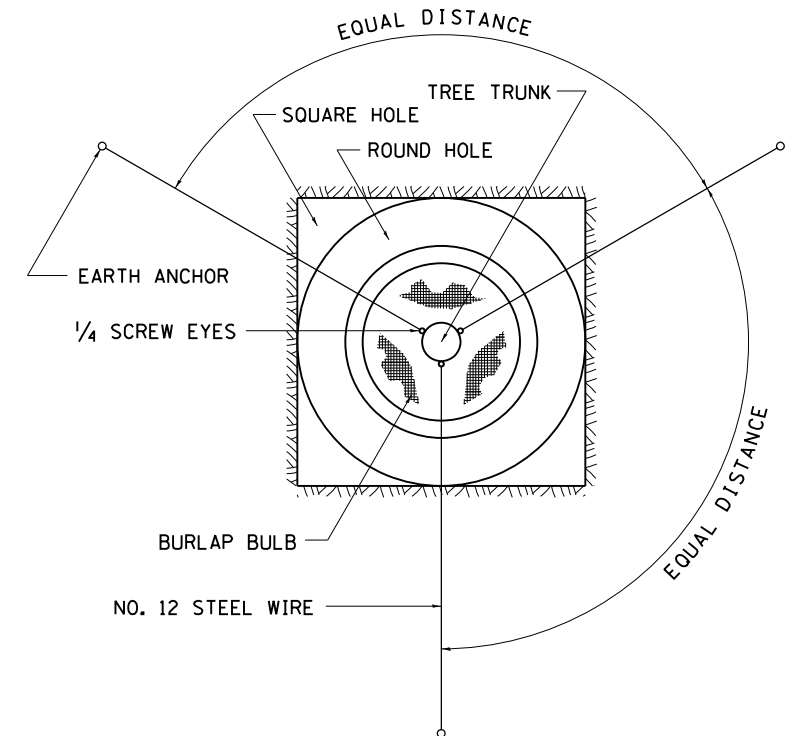 EQUAL DISTANCE
TREE TRUNK
SQUARE HOLE
ROUND HOLE
EARTH ANCHOR
1/4 SCREW EYES
EQUAL DISTANCE
BURLAP BULB
NO. 12 STEEL WIRE